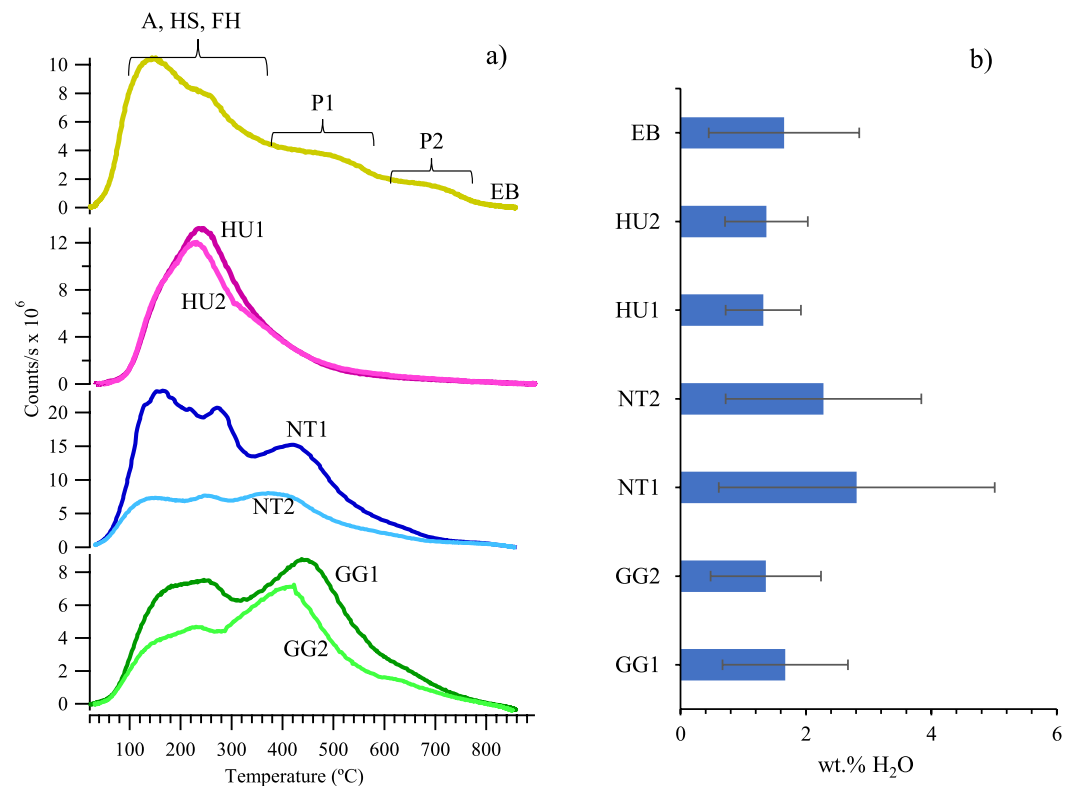 A, HS, FH
a)
P1
P2
EB
10
8
6
4
2
0
HU1
HU2
12
8
4
0
NT1
NT2
20
15
10
5
0
GG1
GG2
8
6
4
2
0
Counts/s x 10⁶
100 200 300 400 500 600 700 800
Temperature (ºC)
b)
EB
HU2
HU1
NT2
NT1
GG2
GG1
0 2 4 6
wt.% H₂O